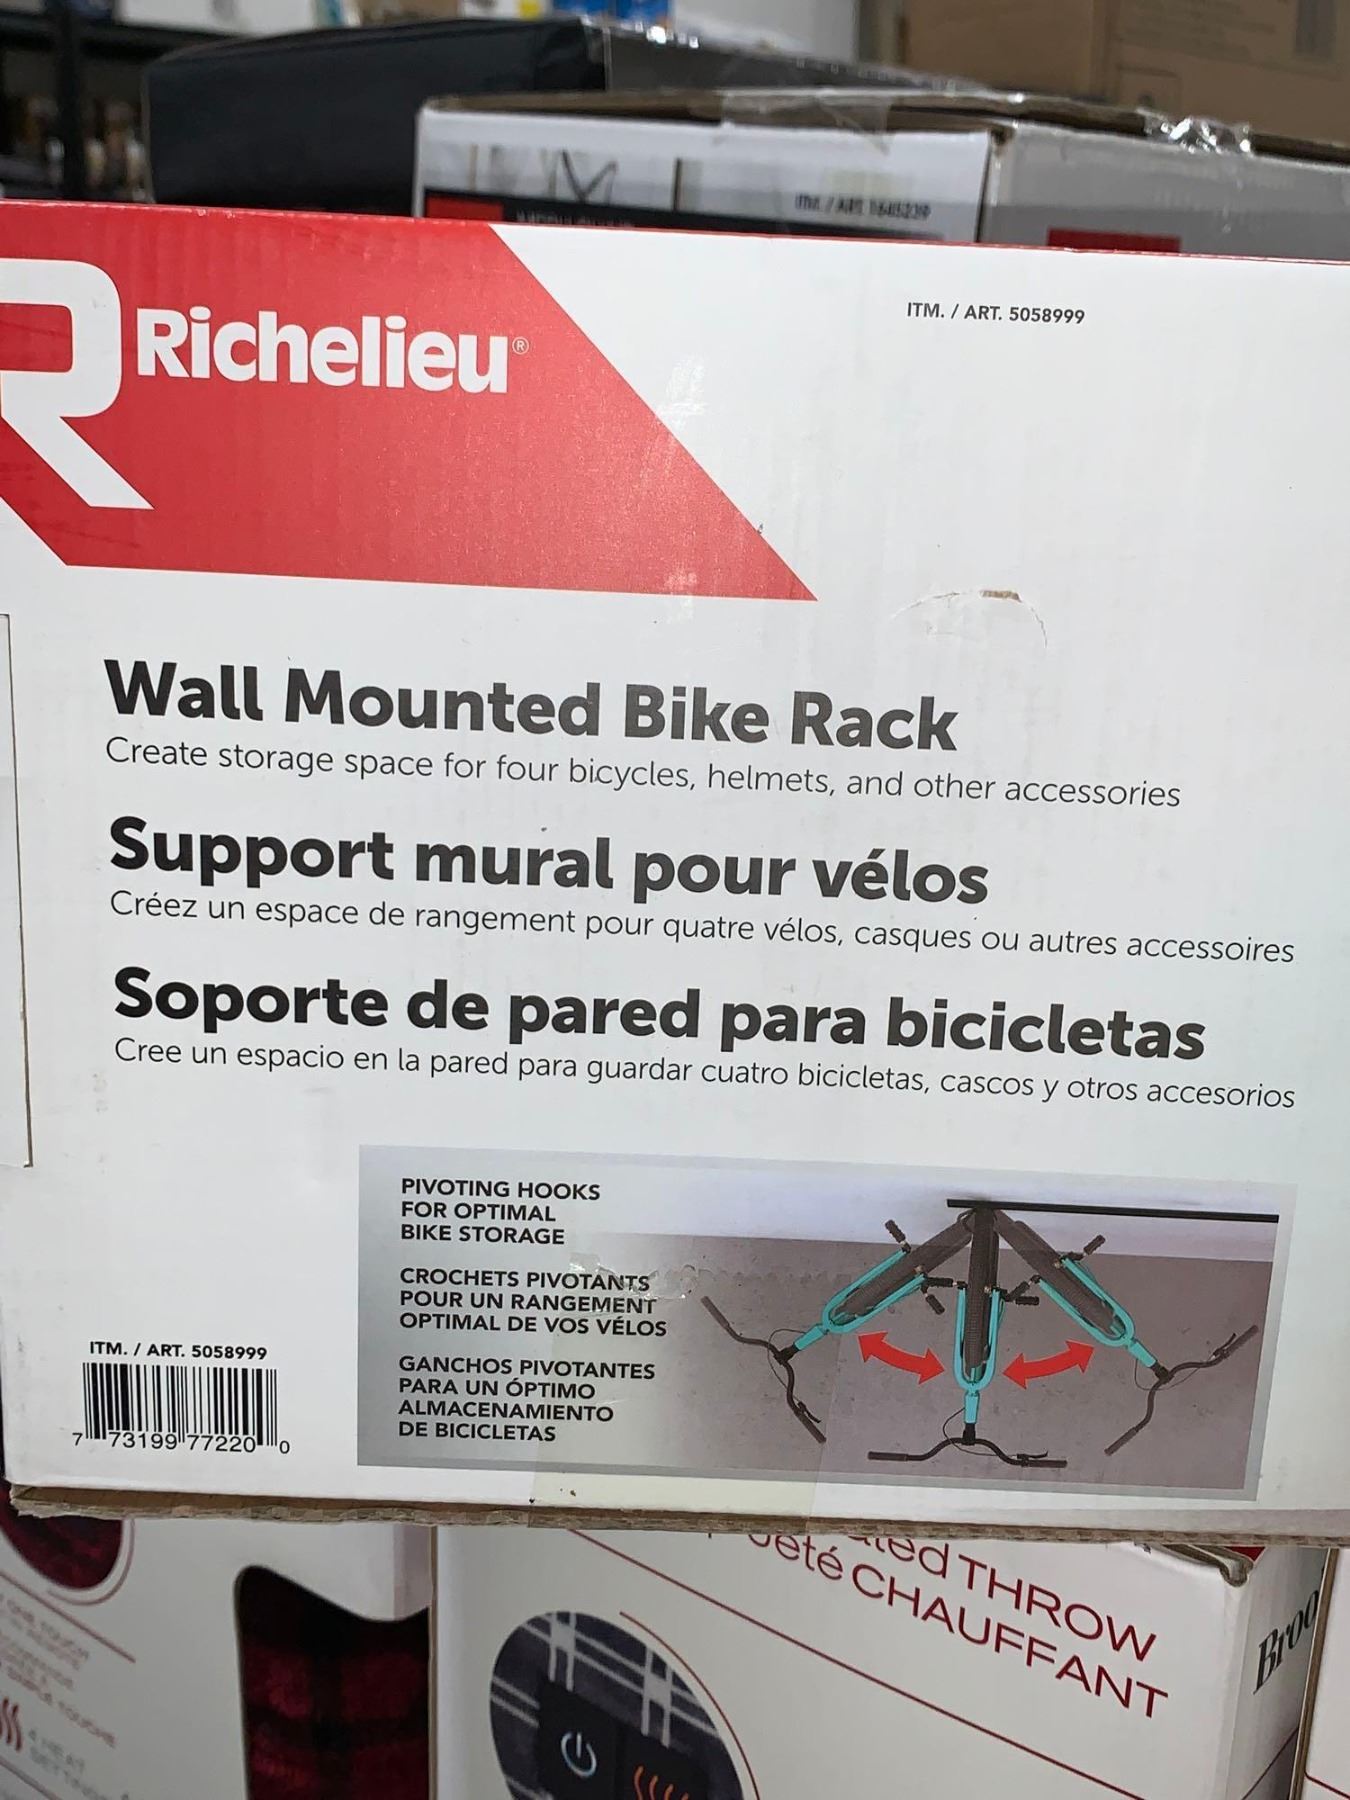 ITM. / ART. 1645239
R Richelieu®
ITM. / ART. 5058999
Wall Mounted Bike Rack
Create storage space for four bicycles, helmets, and other accessories
Support mural pour vélos
Créez un espace de rangement pour quatre vélos, casques ou autres accessoires
Soporte de pared para bicicletas
Cree un espacio en la pared para guardar cuatro bicicletas, cascos y otros accesorios
PIVOTING HOOKS
FOR OPTIMAL
BIKE STORAGE
CROCHETS PIVOTANTS
POUR UN RANGEMENT
OPTIMAL DE VOS VÉLOS
GANCHOS PIVOTANTES
PARA UN ÓPTIMO
ALMACENAMIENTO
DE BICICLETAS
ITM. / ART. 5058999
7 73199 77220 0
THROW
CHAUFFANT